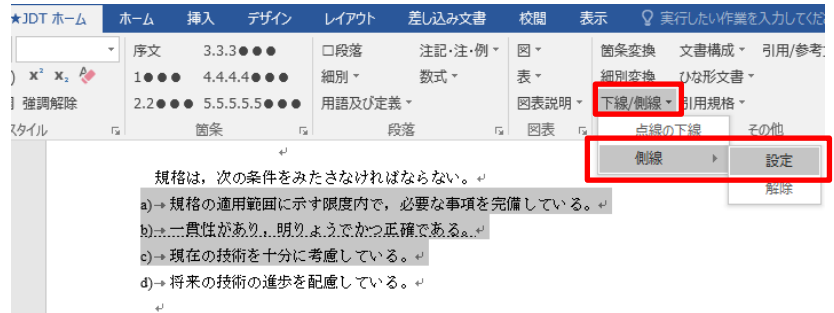 ★JDT ホーム ホーム 挿入 デザイン レイアウト 差し込み文書 校閲 表示 実行したい作業を入力してくだ
序文 3.3.3●●● 口段落 注記·注·例 図 箇条変換 文書構成 引用/参考
) x² x₂ 1●●● 4.4.4.4●●● 細別 数式 表 細別変換 ひな形文書
強調解除 2.2●●● 5.5.5.5.5●●● 用語及び定義 図表説明 下線/側線 引用規格
スタイル 箇条 段落 図表 点線の下線 その他
側線 設定
解除
規格は，次の条件をみたさなければならない。
a)→規格の適用範囲に示す限度内で，必要な事項を完備している。
b)→一貫性があり，明りょうでかつ正確である。
c)→現在の技術を十分に考慮している。
d)→将来の技術の進歩を配慮している。